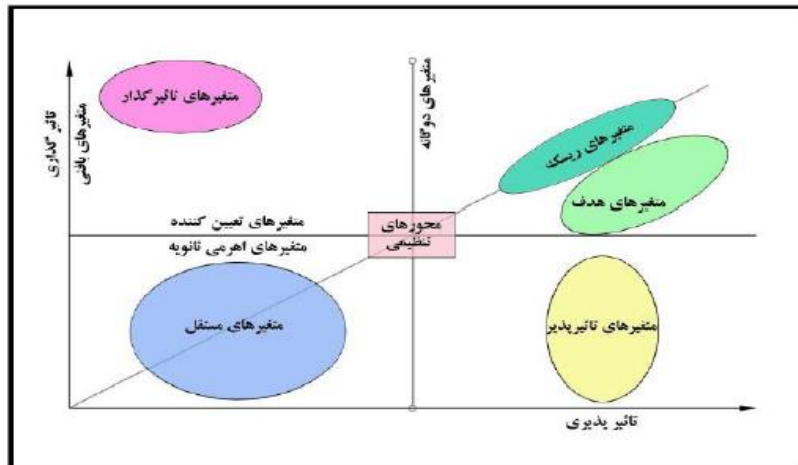 متغیرهای تاثیرگذار
متغیرهای دوگانه
تاثیر گذاری
متغیرهای بافتی
متغیرهای ریسک
متغیرهای هدف
متغیرهای تعیین کننده
محورهای
تنظیمی
متغیرهای اهرمی ثانویه
متغیرهای مستقل
متغیرهای تاثیرپذیر
تاثیر پذیری